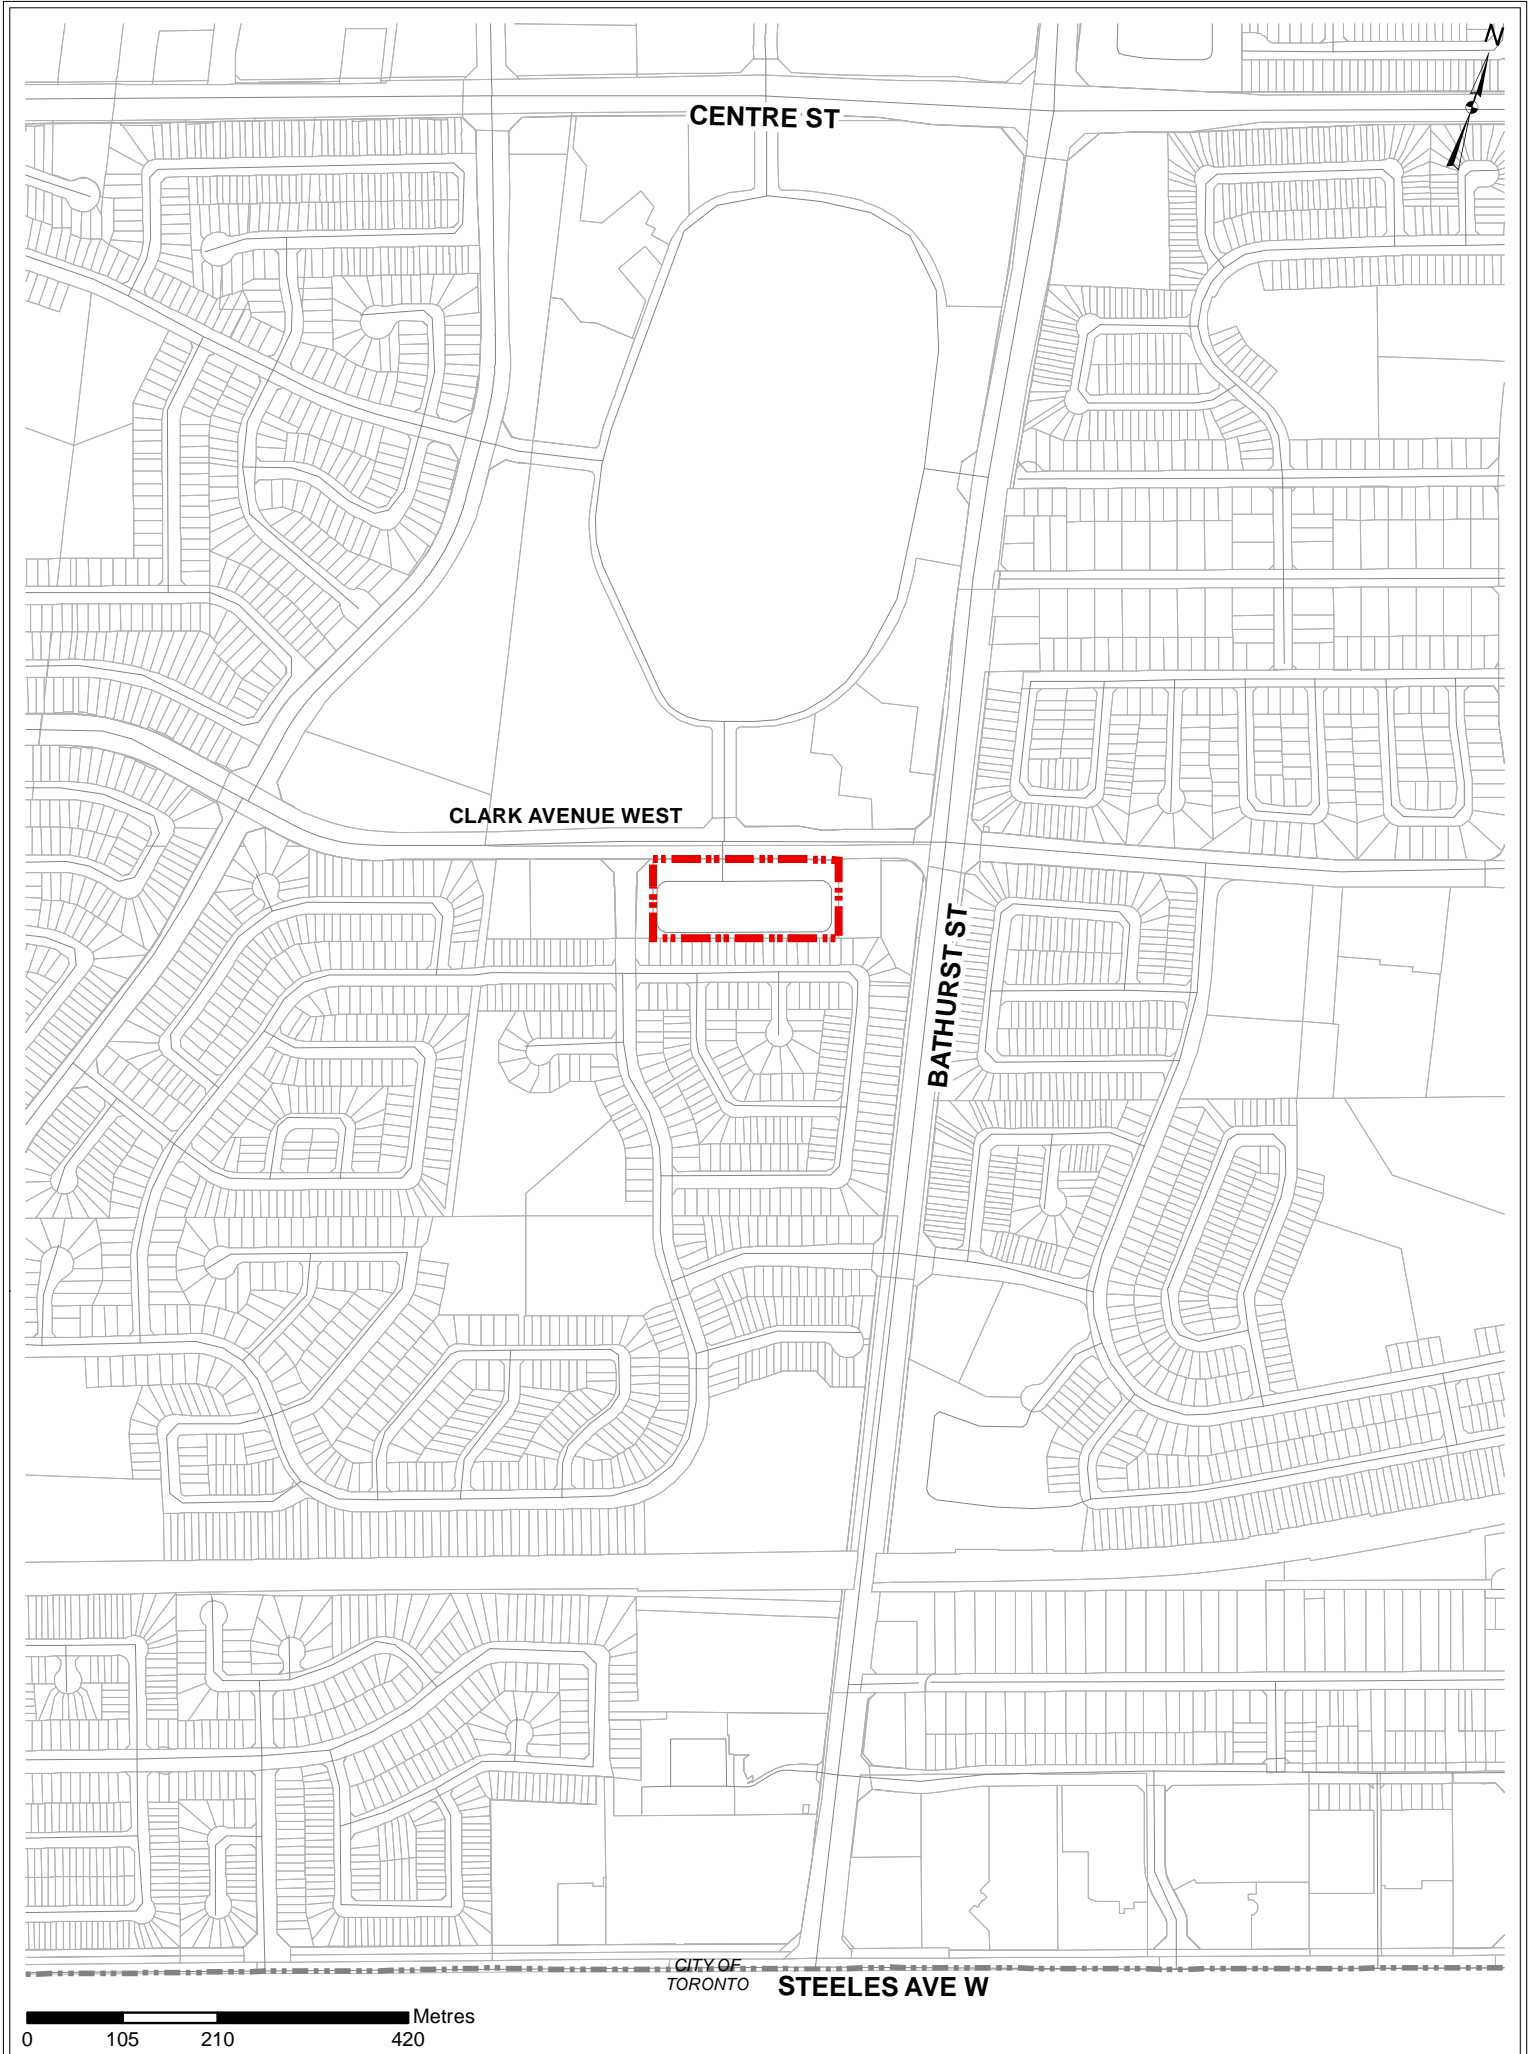 N
CENTRE ST
CLARK AVENUE WEST
BATHURST ST
CITY OF
TORONTO
STEELES AVE W
Metres
0 105 210 420